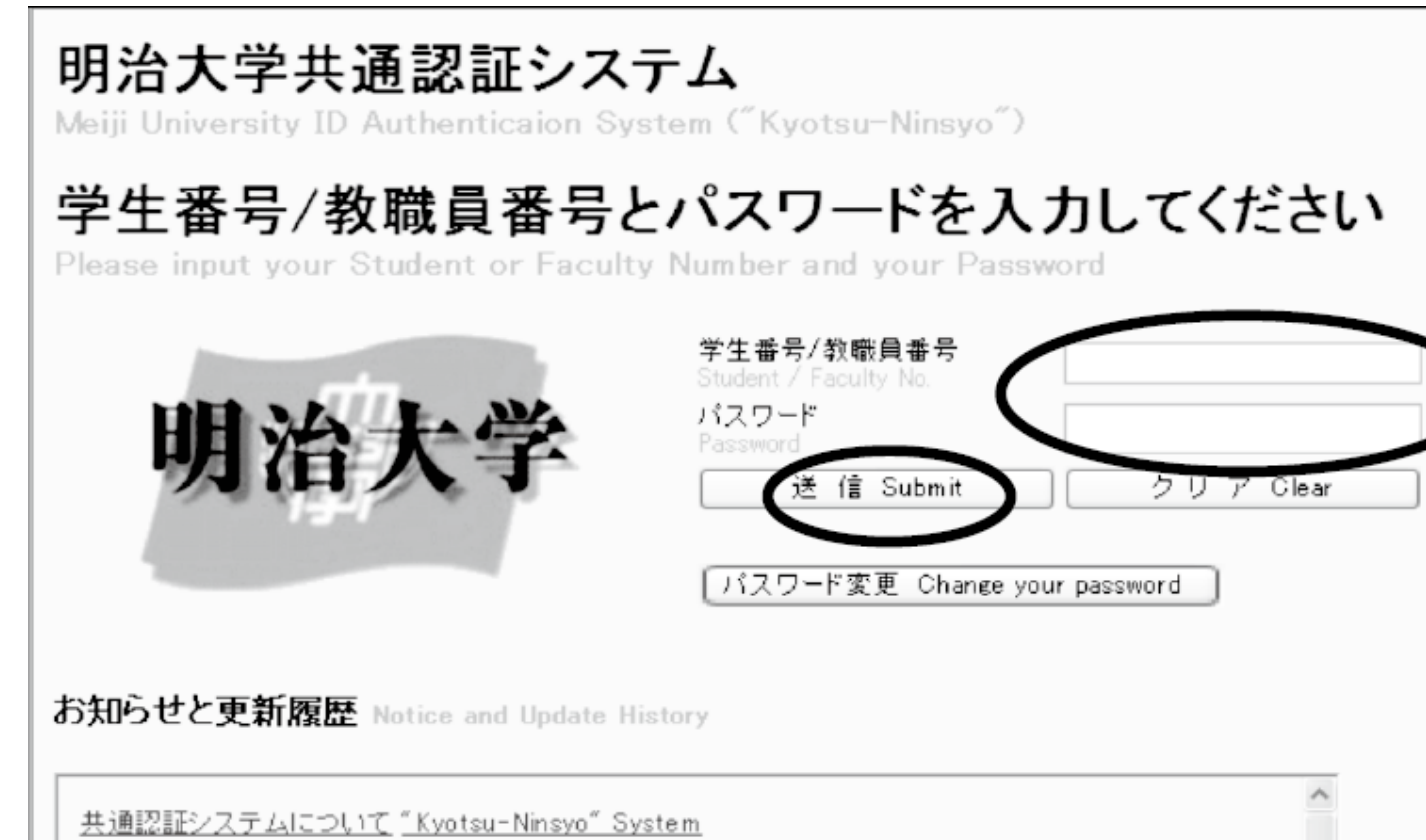 明治大学共通認証システム
Meiji University ID Authenticaion System ("Kyotsu-Ninsyo")
学生番号/教職員番号とパスワードを入力してください
Please input your Student or Faculty Number and your Password
明治大学
学生番号/教職員番号
Student / Faculty No.
パスワード
Password
送 信 Submit
ク リ ア Clear
パスワード変更 Change your password
お知らせと更新履歴 Notice and Update History
共通認証システムについて "Kyotsu-Ninsyo" System